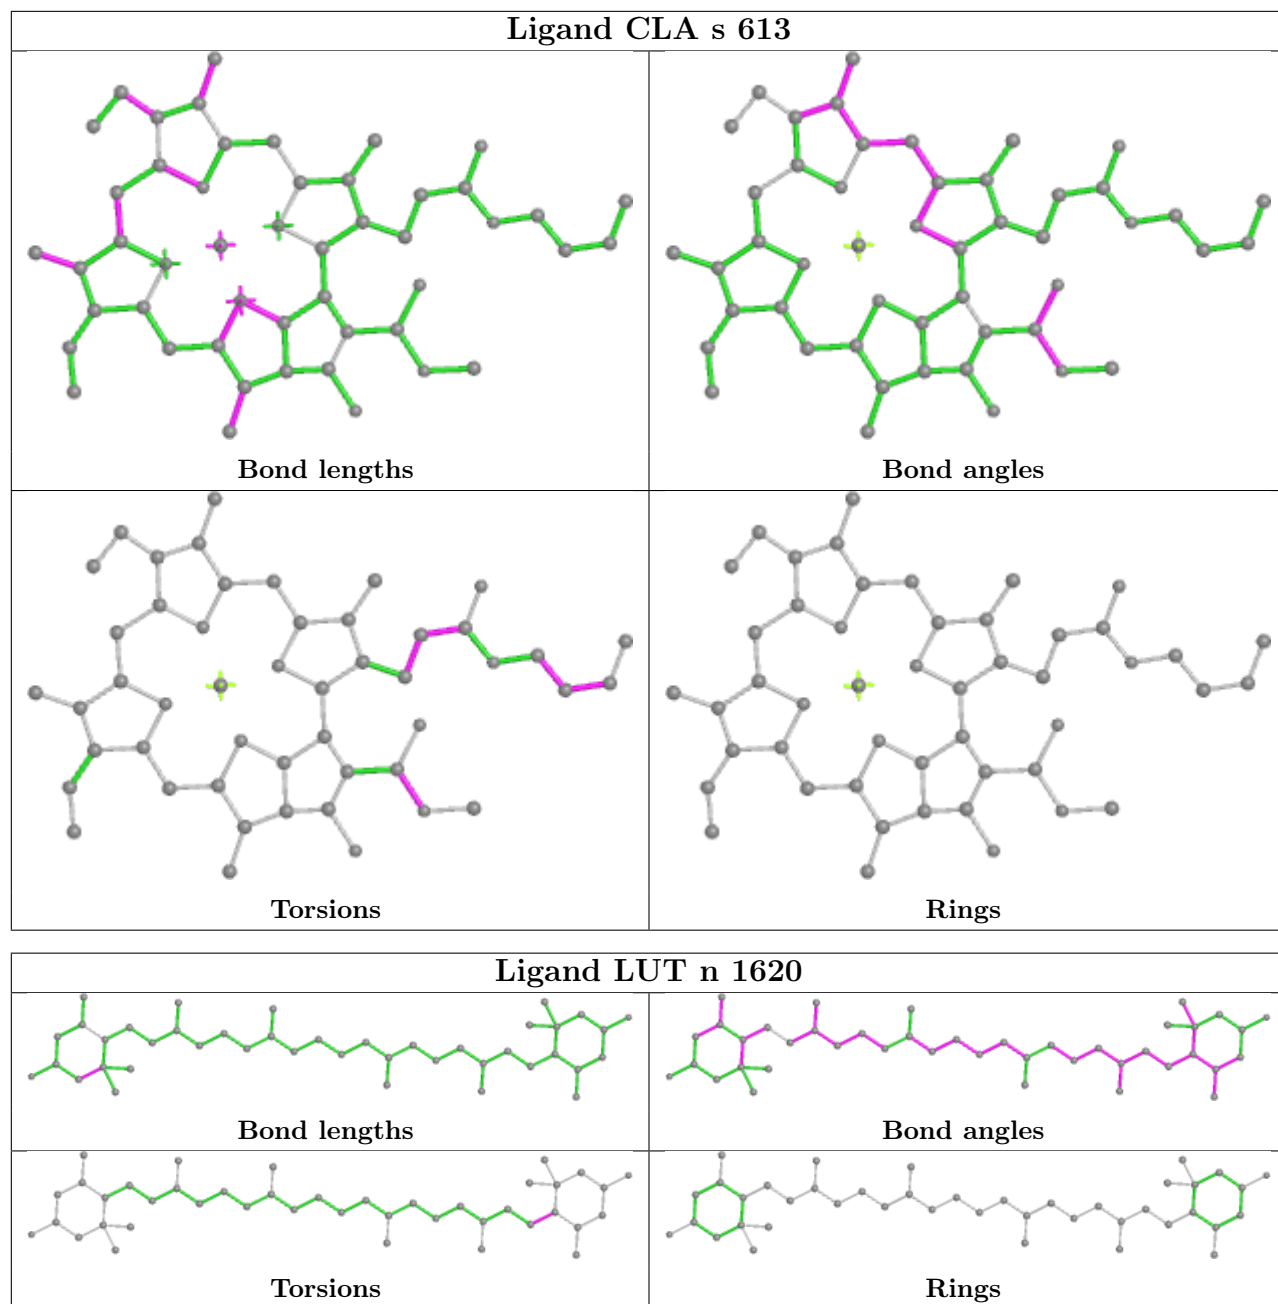 Ligand CLA s 613
Bond lengths
Bond angles
Torsions
Rings
Ligand LUT n 1620
Bond lengths
Bond angles
Torsions
Rings